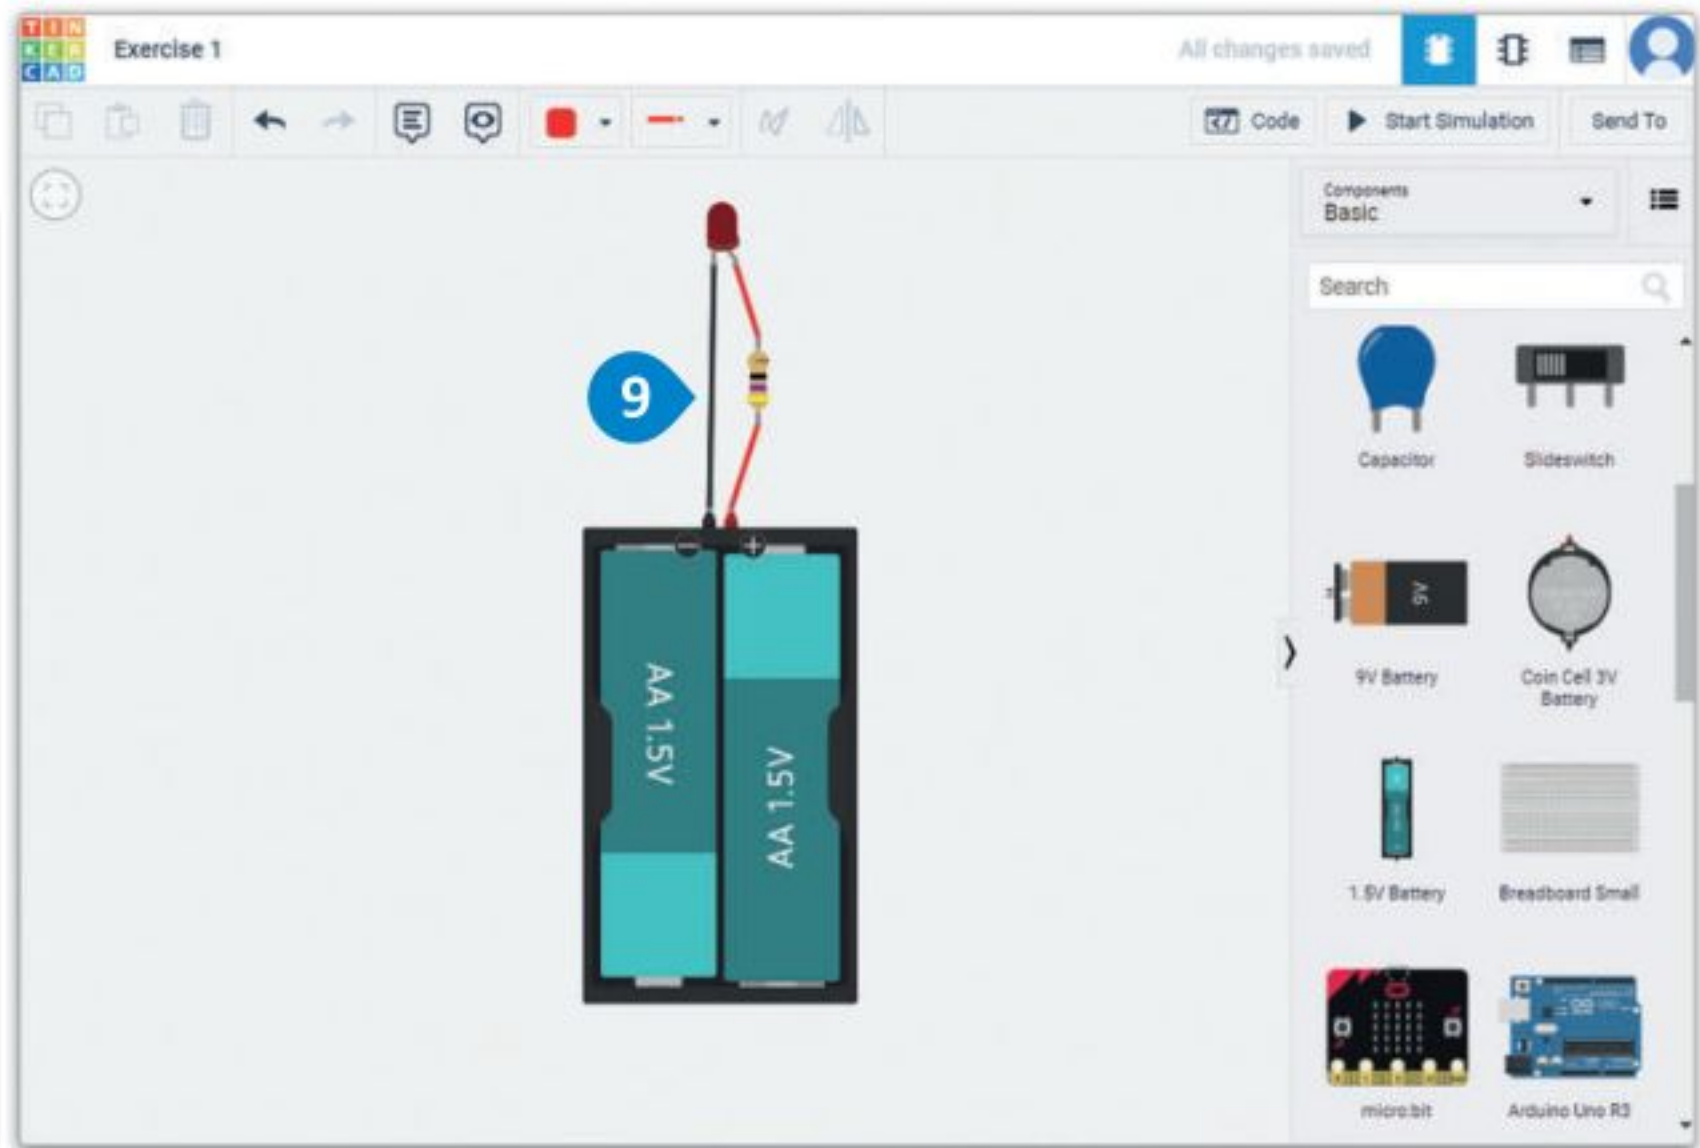 TIN
KER
CAD
Exercise 1
All changes saved
Code
Start Simulation
Send To
Components
Basic
Search
9
Capacitor
Slideswitch
AA 1.5V
AA 1.5V
9V
9V Battery
Coin Cell 3V
Battery
1.5V Battery
Breadboard Small
micro:bit
Arduino Uno R3